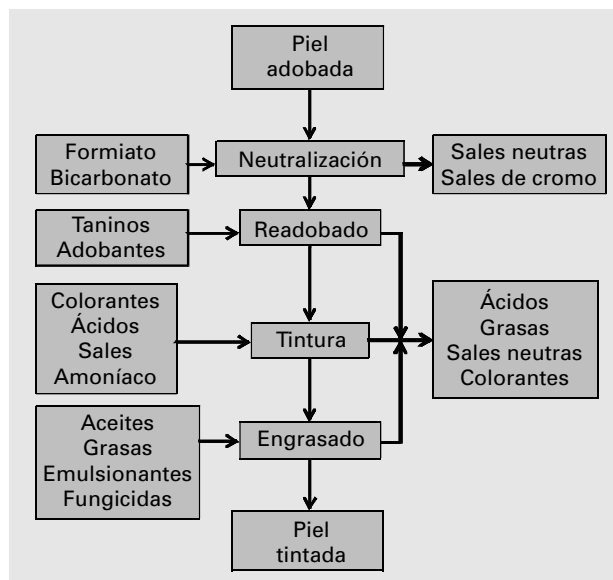 Piel
adobada
Formiato
Bicarbonato
Neutralización
Sales neutras
Sales de cromo
Taninos
Adobantes
Readobado
Colorantes
Ácidos
Sales
Amoníaco
Tintura
Ácidos
Grasas
Sales neutras
Colorantes
Aceites
Grasas
Emulsionantes
Fungicidas
Engrasado
Piel
tintada